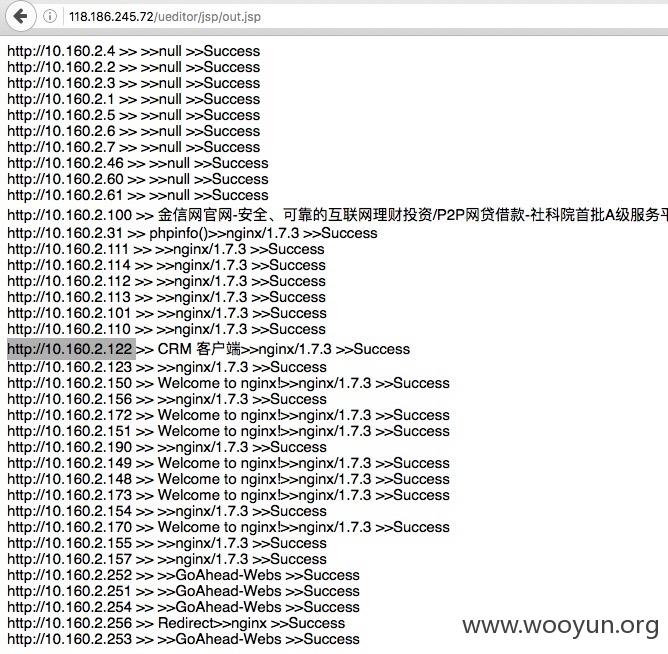 118.186.245.72/ueditor/jsp/out.jsp
http://10.160.2.4 >> >>null >>Success
http://10.160.2.2 >> >>null >>Success
http://10.160.2.3 >> >>null >>Success
http://10.160.2.1 >> >>null >>Success
http://10.160.2.5 >> >>null >>Success
http://10.160.2.6 >> >>null >>Success
http://10.160.2.7 >> >>null >>Success
http://10.160.2.46 >> >>null >>Success
http://10.160.2.60 >> >>null >>Success
http://10.160.2.61 >> >>null >>Success
http://10.160.2.100 >> 金信网官网-安全、可靠的互联网理财投资/P2P网贷借款-社科院首批A级服务平
http://10.160.2.31 >> phpinfo()>>nginx/1.7.3 >>Success
http://10.160.2.111 >> >>nginx/1.7.3 >>Success
http://10.160.2.114 >> >>nginx/1.7.3 >>Success
http://10.160.2.112 >> >>nginx/1.7.3 >>Success
http://10.160.2.113 >> >>nginx/1.7.3 >>Success
http://10.160.2.101 >> >>nginx/1.7.3 >>Success
http://10.160.2.110 >> >>nginx/1.7.3 >>Success
http://10.160.2.122 >> CRM 客户端>>nginx/1.7.3 >>Success
http://10.160.2.123 >> >>nginx/1.7.3 >>Success
http://10.160.2.150 >> Welcome to nginx!>>nginx/1.7.3 >>Success
http://10.160.2.156 >> >>nginx/1.7.3 >>Success
http://10.160.2.172 >> Welcome to nginx!>>nginx/1.7.3 >>Success
http://10.160.2.151 >> Welcome to nginx!>>nginx/1.7.3 >>Success
http://10.160.2.190 >> >>nginx/1.7.3 >>Success
http://10.160.2.149 >> Welcome to nginx!>>nginx/1.7.3 >>Success
http://10.160.2.148 >> Welcome to nginx!>>nginx/1.7.3 >>Success
http://10.160.2.173 >> Welcome to nginx!>>nginx/1.7.3 >>Success
http://10.160.2.154 >> >>nginx/1.7.3 >>Success
http://10.160.2.170 >> Welcome to nginx!>>nginx/1.7.3 >>Success
http://10.160.2.155 >> >>nginx/1.7.3 >>Success
http://10.160.2.157 >> >>nginx/1.7.3 >>Success
http://10.160.2.252 >> >>GoAhead-Webs >>Success
http://10.160.2.251 >> >>GoAhead-Webs >>Success
http://10.160.2.254 >> >>GoAhead-Webs >>Success
http://10.160.2.256 >> Redirect>>nginx >>Success
http://10.160.2.253 >> >>GoAhead-Webs >>Success
www.wooyun.org